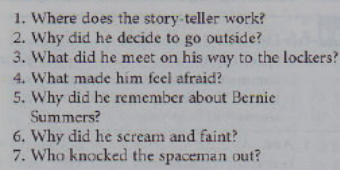 1. Where does the story-teller work?
2. Why did he decide to go outside?
3. What did he meet on his way to the lockers?
4. What made him feel afraid?
5. Why did he remember about Bernie
Summers?
6. Why did he scream and faint?
7. Who knocked the spaceman out?